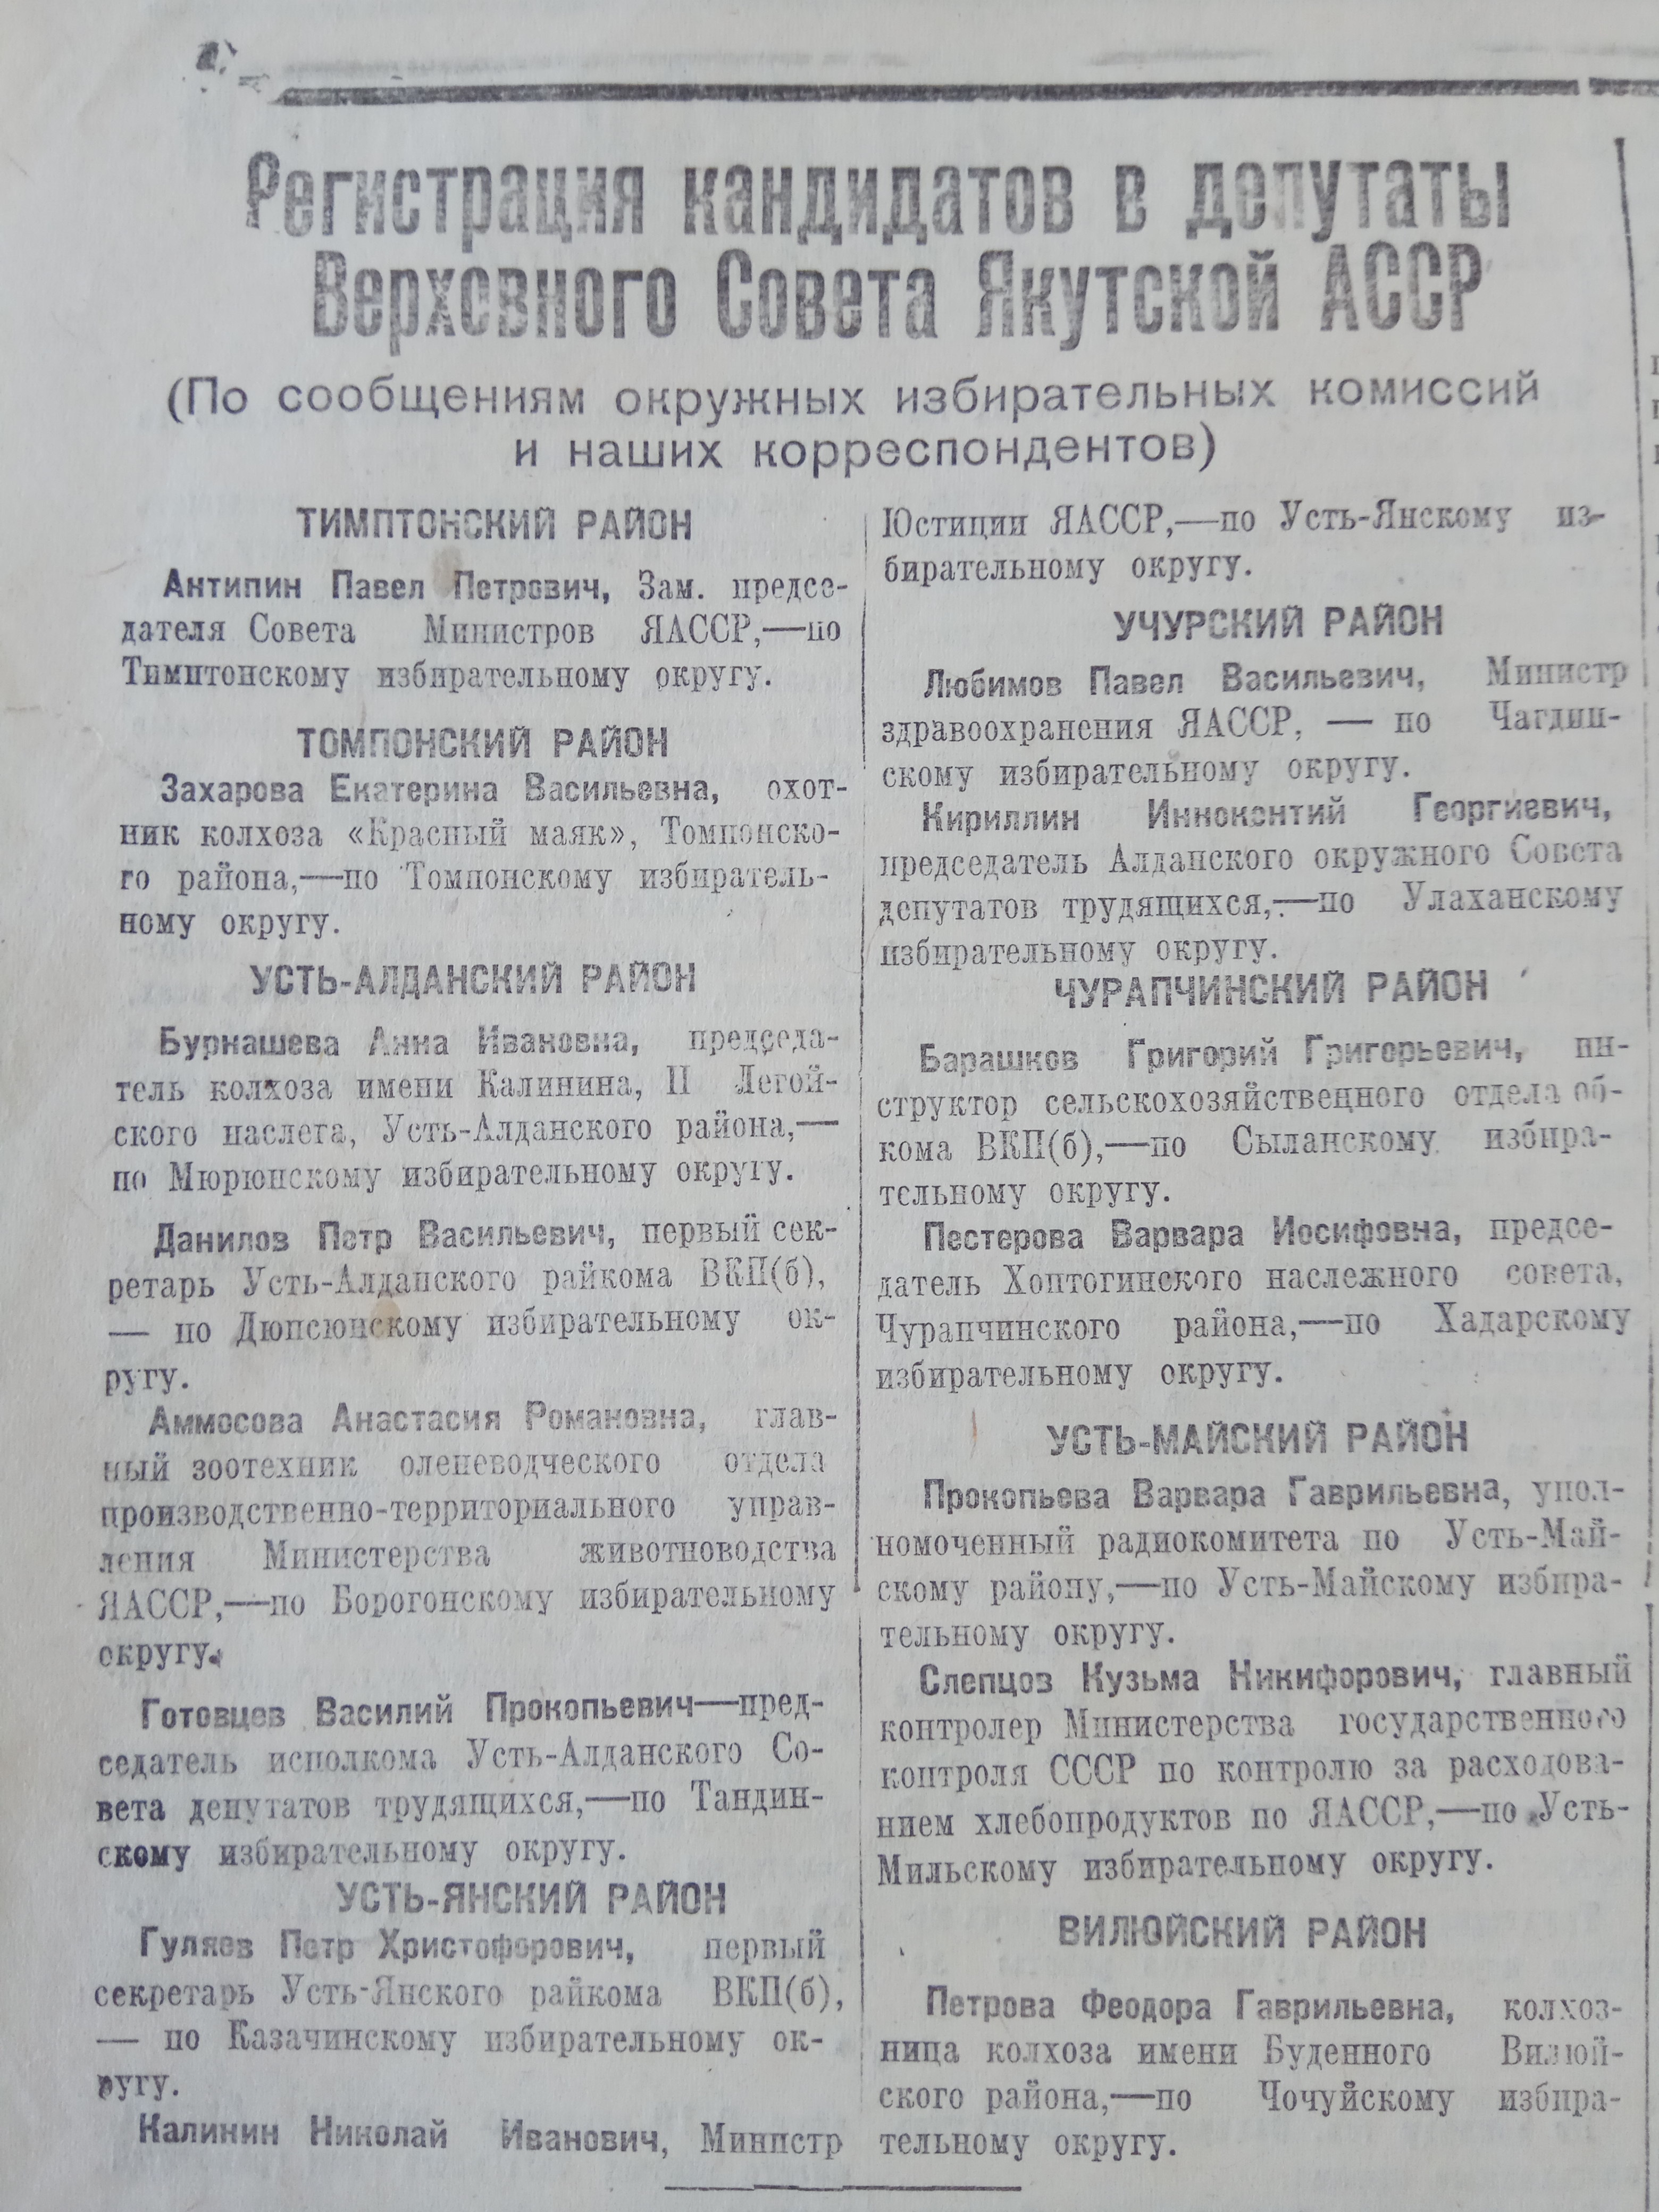 Регистрация кандидатов в депутаты
Верховного Совета Якутской АССР
(По сообщениям окружных избирательных комиссий
и наших корреспондентов)
ТИМПТОНСКИЙ РАЙОН
Антипин Павел Петрович, Зам. предсе-
дателя Совета Министров ЯАССР,—по
Тимптонскому избирательному округу.
ТОМПОНСКИЙ РАЙОН
Захарова Екатерина Васильевна, охот-
ник колхоза «Красный маяк», Томпонско-
го района,—по Томпонскому избиратель-
ному округу.
УСТЬ-АЛДАНСКИЙ РАЙОН
Бурнашева Анна Ивановна, председа-
тель колхоза имени Калинина, II Легой-
ского наслега, Усть-Алданского района,—
по Мюрюнскому избирательному округу.
Данилов Петр Васильевич, первый сек-
ретарь Усть-Алданского райкома ВКП(б),
— по Дюпсюнскому избирательному ок-
ругу.
Аммосова Анастасия Романовна, глав-
ный зоотехник оленеводческого отдела
производственно-территориального управ-
ления Министерства животноводства
ЯАССР,—по Борогонскому избирательному
округу.
Готовцев Василий Прокопьевич—пред-
седатель исполкома Усть-Алданского Со-
вета депутатов трудящихся,—по Тандин-
скому избирательному округу.
УСТЬ-ЯНСКИЙ РАЙОН
Гуляев Петр Христофорович, первый
секретарь Усть-Янского райкома ВКП(б),
— по Казачинскому избирательному ок-
ругу.
Калинин Николай Иванович, Министр
Юстиции ЯАССР,—по Усть-Янскому из-
бирательному округу.
УЧУРСКИЙ РАЙОН
Любимов Павел Васильевич, Министр
здравоохранения ЯАССР, — по Чагдин-
скому избирательному округу.
Кириллин Иннокентий Георгиевич,
председатель Алданского окружного Совета
депутатов трудящихся,—по Улаханскому
избирательному округу.
ЧУРАПЧИНСКИЙ РАЙОН
Барашков Григорий Григорьевич, ин-
структор сельскохозяйственного отдела об-
кома ВКП(б),—по Сыланскому избира-
тельному округу.
Пестерова Варвара Иосифовна, предсе-
датель Хоптогинского наслежного совета,
Чурапчинского района,—по Хадарскому
избирательному округу.
УСТЬ-МАЙСКИЙ РАЙОН
Прокопьева Варвара Гаврильевна, упол-
номоченный радиокомитета по Усть-Май-
скому району,—по Усть-Майскому избира-
тельному округу.
Слепцов Кузьма Никифорович, главный
контролер Министерства государственного
контроля СССР по контролю за расходова-
нием хлебопродуктов по ЯАССР,—по Усть-
Мильскому избирательному округу.
ВИЛЮЙСКИЙ РАЙОН
Петрова Феодора Гаврильевна, колхоз-
ница колхоза имени Буденного Вилюй-
ского района,—по Чочуйскому избира-
тельному округу.